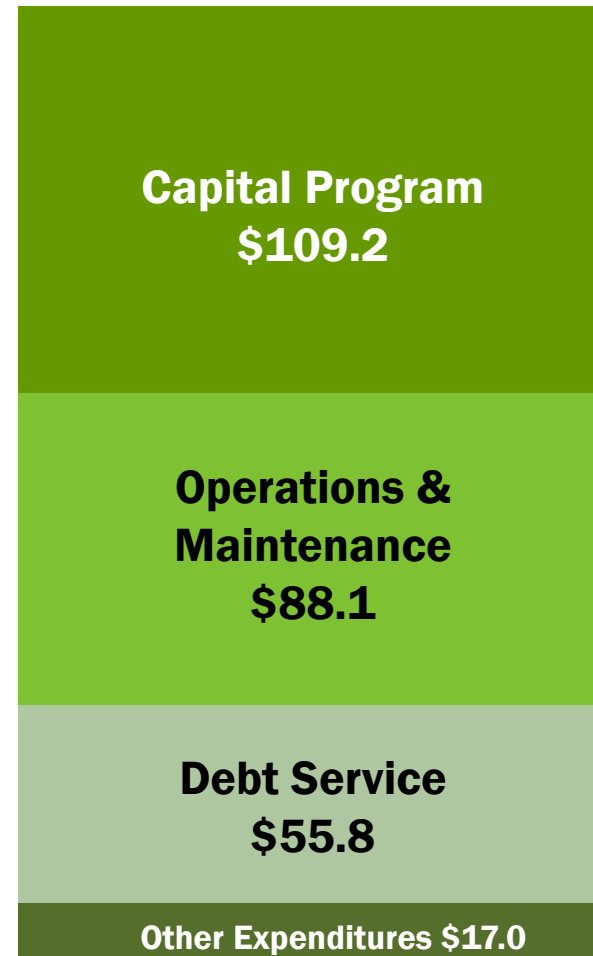 Capital Program
$109.2
Operations &
Maintenance
$88.1
Debt Service
$55.8
Other Expenditures $17.0